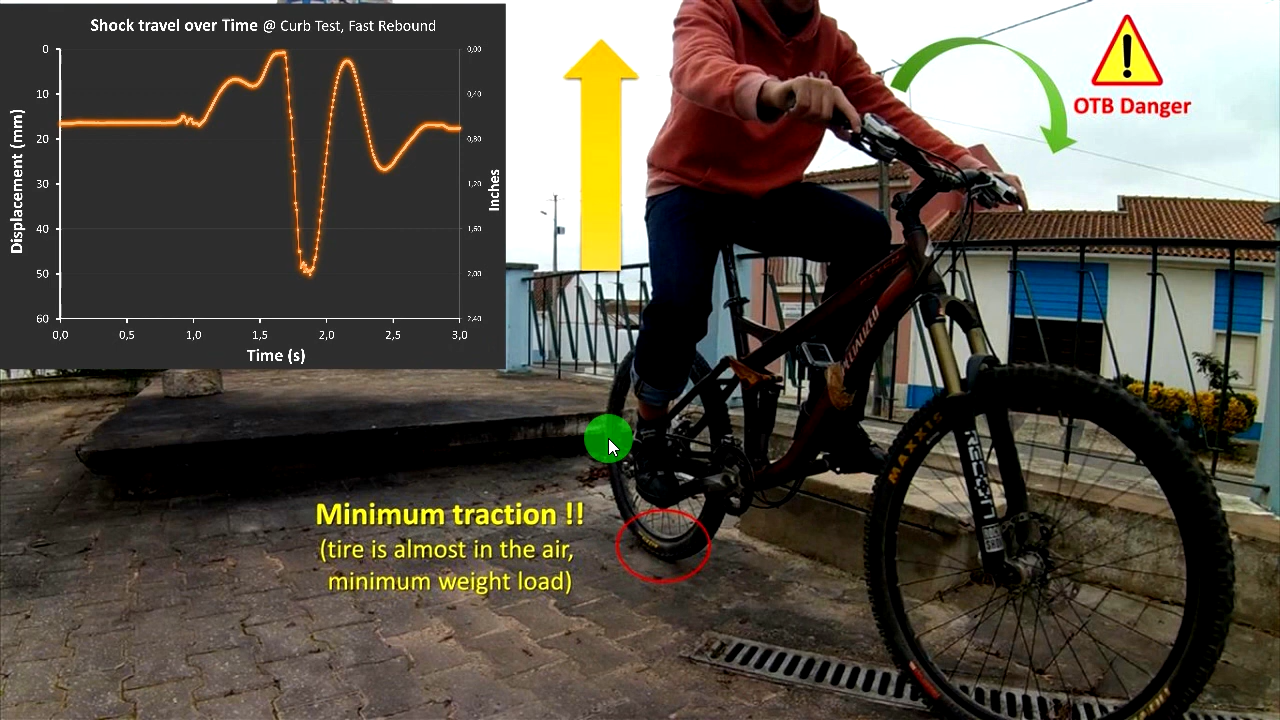 Shock travel over Time @ Curb Test, Fast Rebound
Displacement (mm)
0
10
20
30
40
50
60
0,00
0,40
0,80
1,20
1,60
2,00
2,40
Inches
0,0
0,5
1,0
1,5
2,0
2,5
3,0
Time (s)
OTB Danger
Minimum traction !!
(tire is almost in the air,
minimum weight load)
MAXXIS
RECON